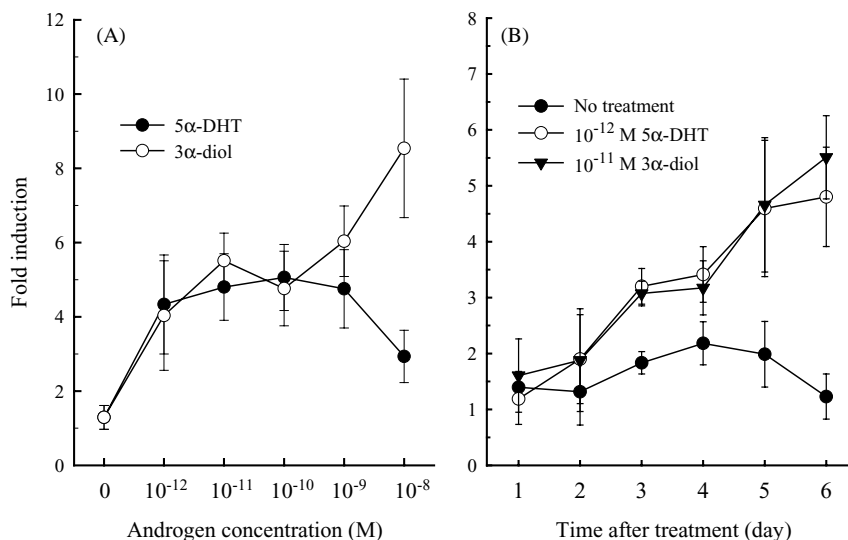 (A)
5α-DHT
3α-diol
Fold induction
12
10
8
6
4
2
0
0 10⁻¹² 10⁻¹¹ 10⁻¹⁰ 10⁻⁹ 10⁻⁸
Androgen concentration (M)
(B)
No treatment
10⁻¹² M 5α-DHT
10⁻¹¹ M 3α-diol
8
7
6
5
4
3
2
1
0
1 2 3 4 5 6
Time after treatment (day)